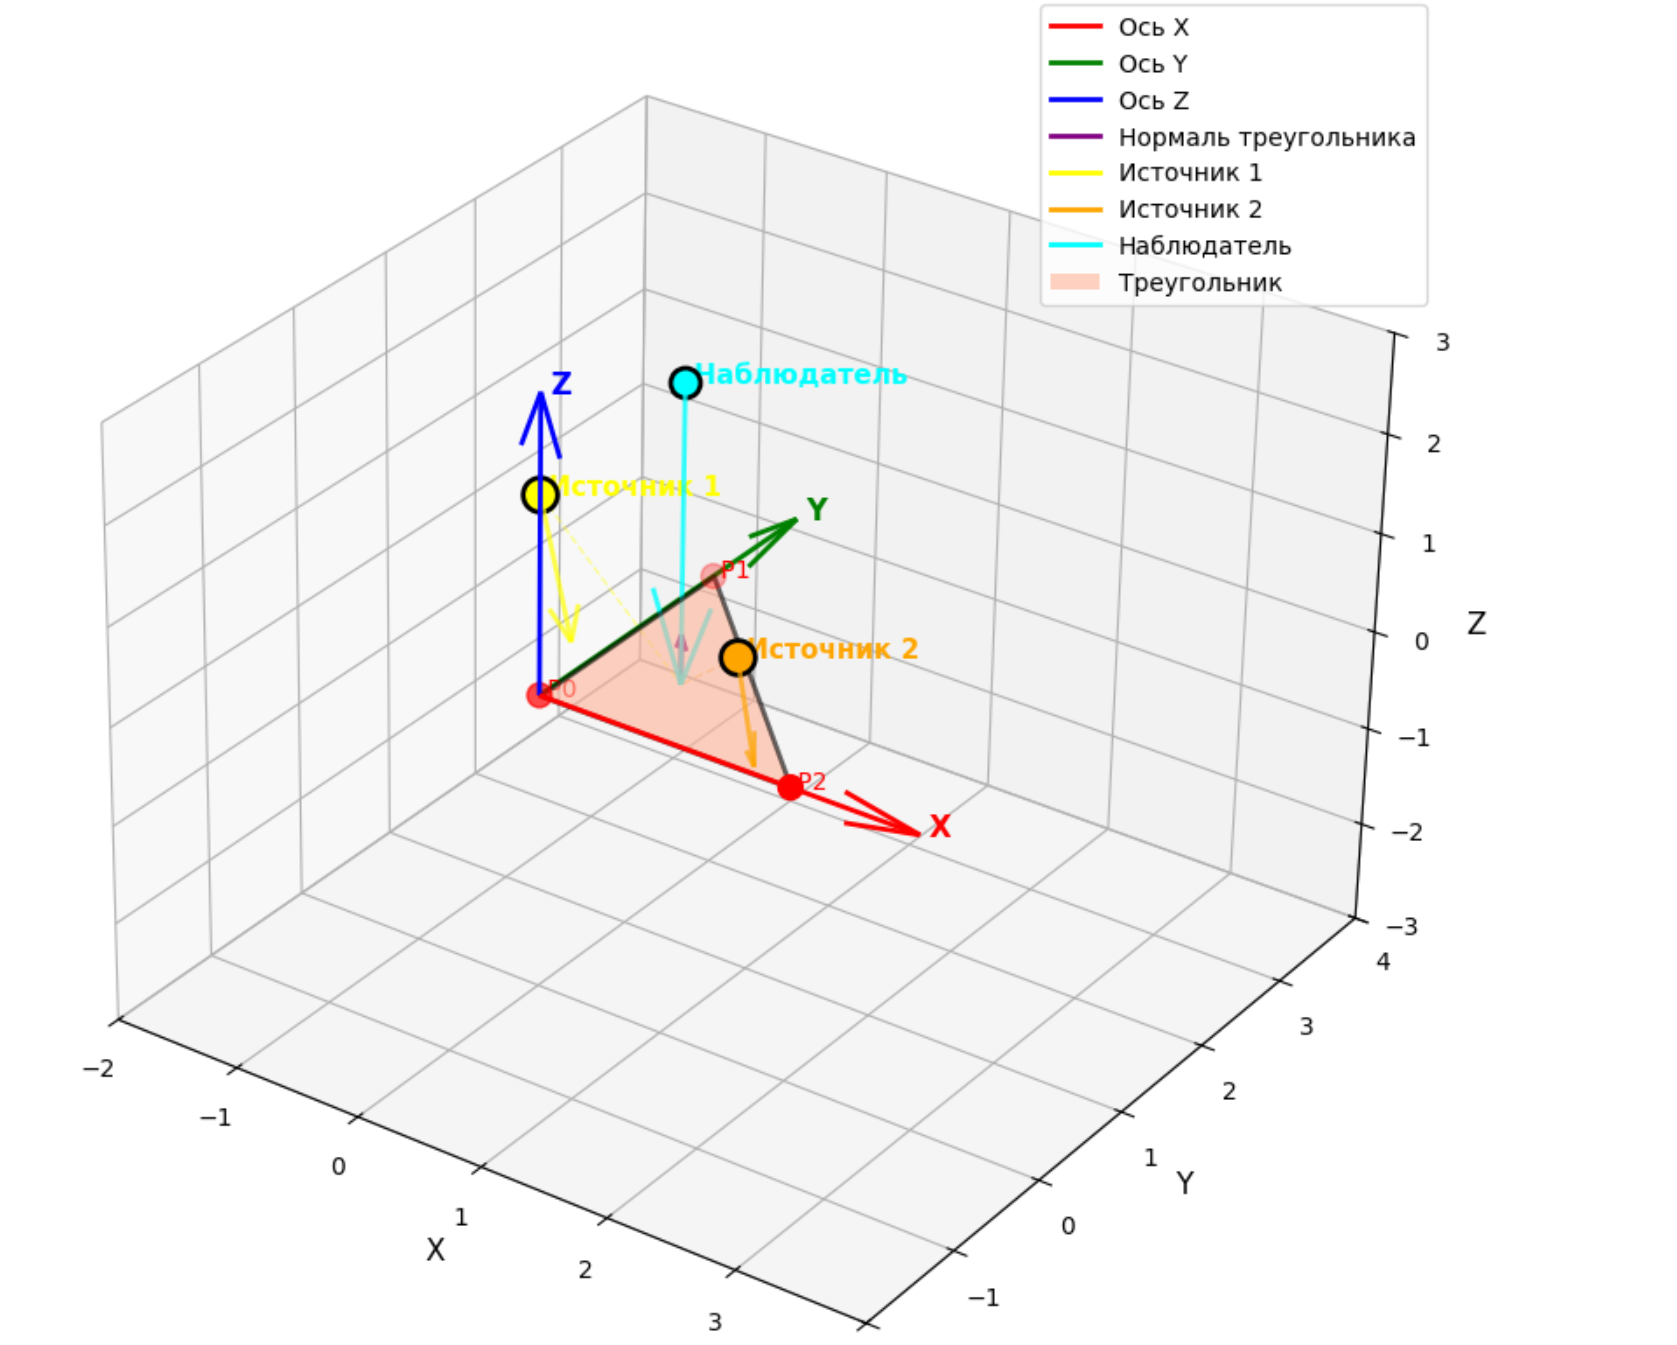 Ось X
Ось Y
Ось Z
Нормаль треугольника
Источник 1
Источник 2
Наблюдатель
Треугольник
3
2
1
0
−1
−2
−3
Z
Z
Наблюдатель
Источник 1
Y
P1
Источник 2
P0
P2
X
4
3
2
1
0
−1
Y
−2
−1
0
1
2
3
X